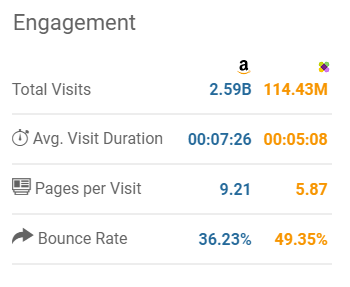 Engagement
a
Total Visits 2.59B 114.43M
Avg. Visit Duration 00:07:26 00:05:08
Pages per Visit 9.21 5.87
Bounce Rate 36.23% 49.35%